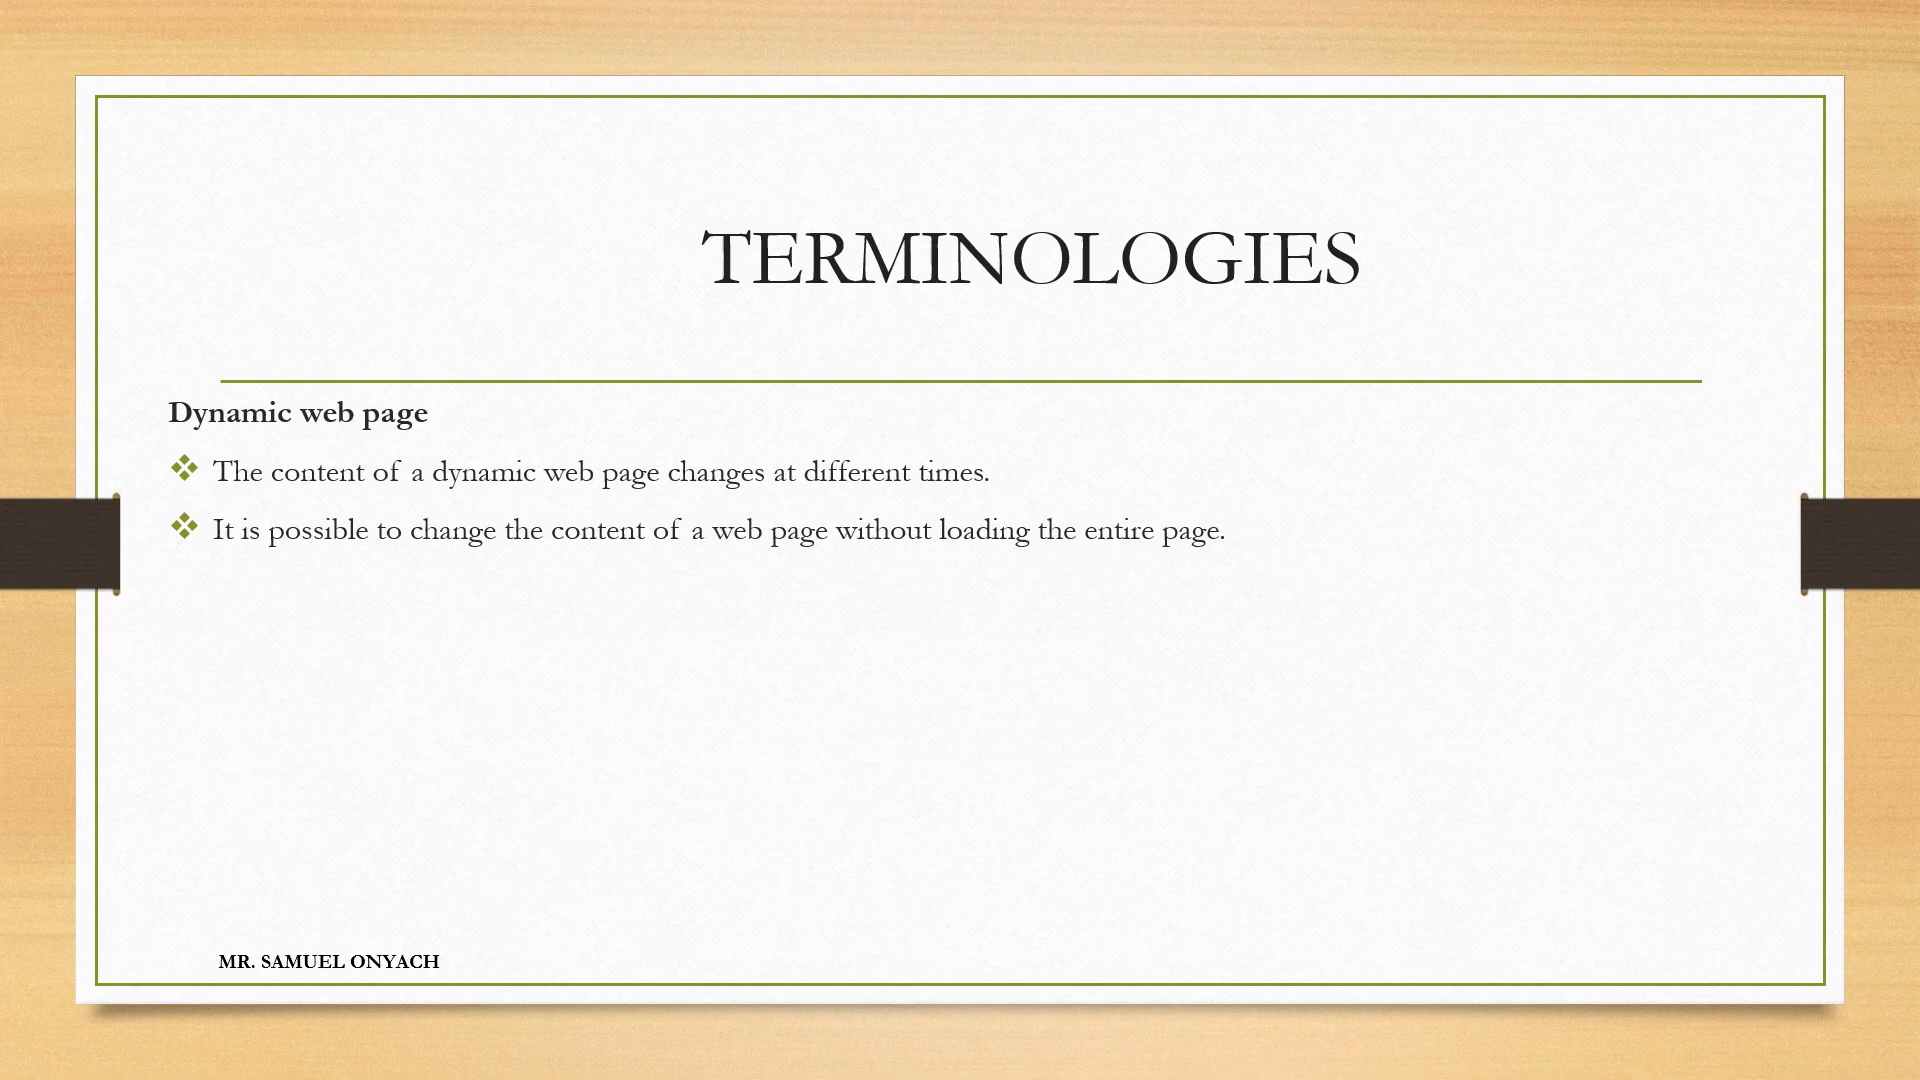 TERMINOLOGIES
Dynamic web page
❖ The content of a dynamic web page changes at different times.
❖ It is possible to change the content of a web page without loading the entire page.
MR. SAMUEL ONYACH